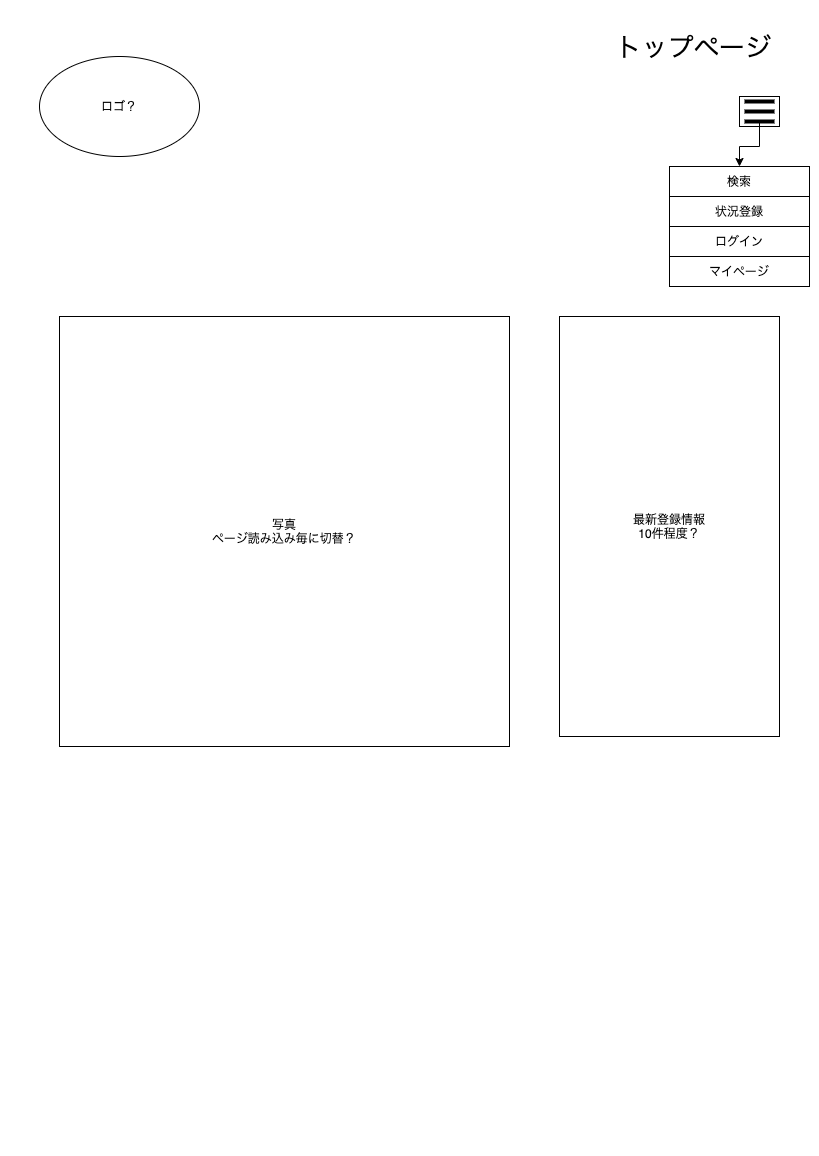 トップページ
ロゴ？
検索
状況登録
ログイン
マイページ
写真
ページ読み込み毎に切替？
最新登録情報
10件程度？